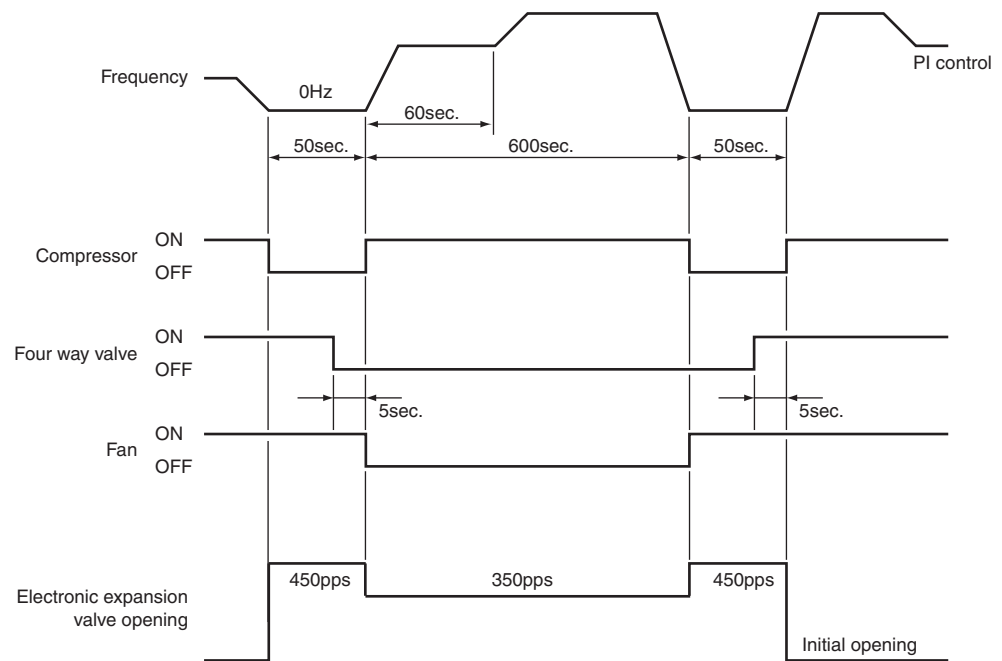 PI control
Frequency
0Hz
60sec.
50sec.
600sec.
50sec.
ON
Compressor
OFF
ON
Four way valve
OFF
5sec.
5sec.
ON
Fan
OFF
450pps
350pps
450pps
Electronic expansion
valve opening
Initial opening